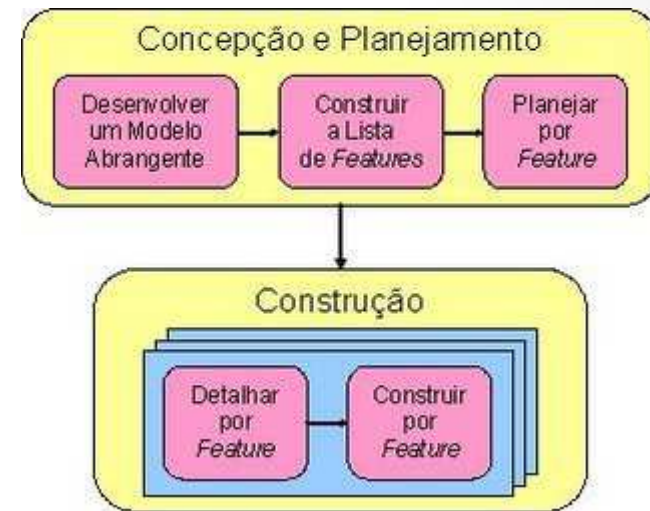 Concepção e Planejamento
Desenvolver
um Modelo
Abrangente
Construir
a Lista
de Features
Planejar
por
Feature
Construção
Detalhar
por
Feature
Construir
por
Feature